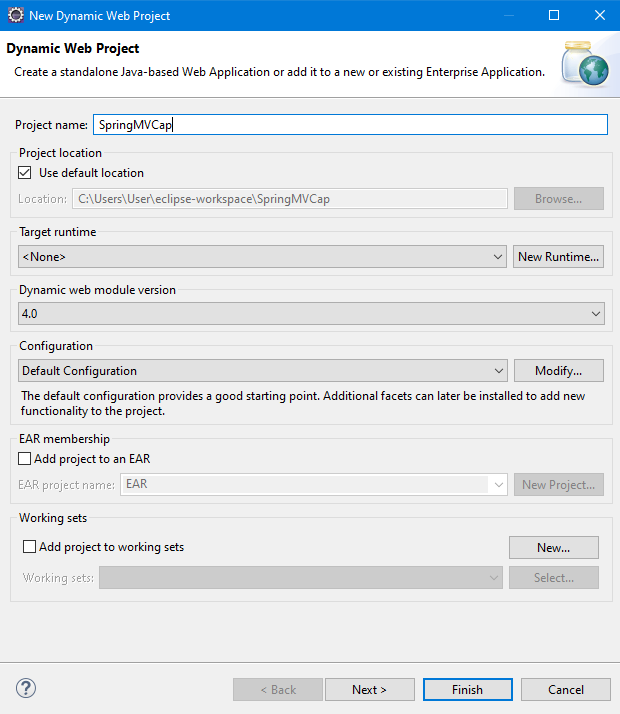 New Dynamic Web Project
Dynamic Web Project
Create a standalone Java-based Web Application or add it to a new or existing Enterprise Application.
Project name: SpringMVCap
Project location
Use default location
Location: C:\Users\User\eclipse-workspace\SpringMVCap Browse...
Target runtime
<None> New Runtime...
Dynamic web module version
4.0
Configuration
Default Configuration Modify...
The default configuration provides a good starting point. Additional facets can later be installed to add new
functionality to the project.
EAR membership
Add project to an EAR
EAR project name: EAR New Project...
Working sets
Add project to working sets New...
Working sets: Select...
? < Back Next > Finish Cancel